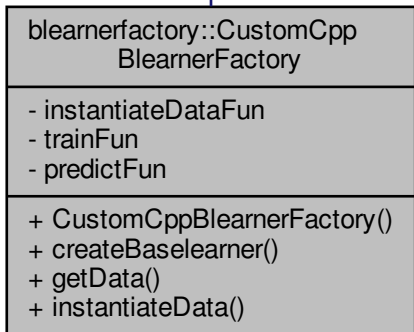 blearnerfactory::CustomCpp
BlearnerFactory
- instantiateDataFun
- trainFun
- predictFun
+ CustomCppBlearnerFactory()
+ createBaselearner()
+ getData()
+ instantiateData()